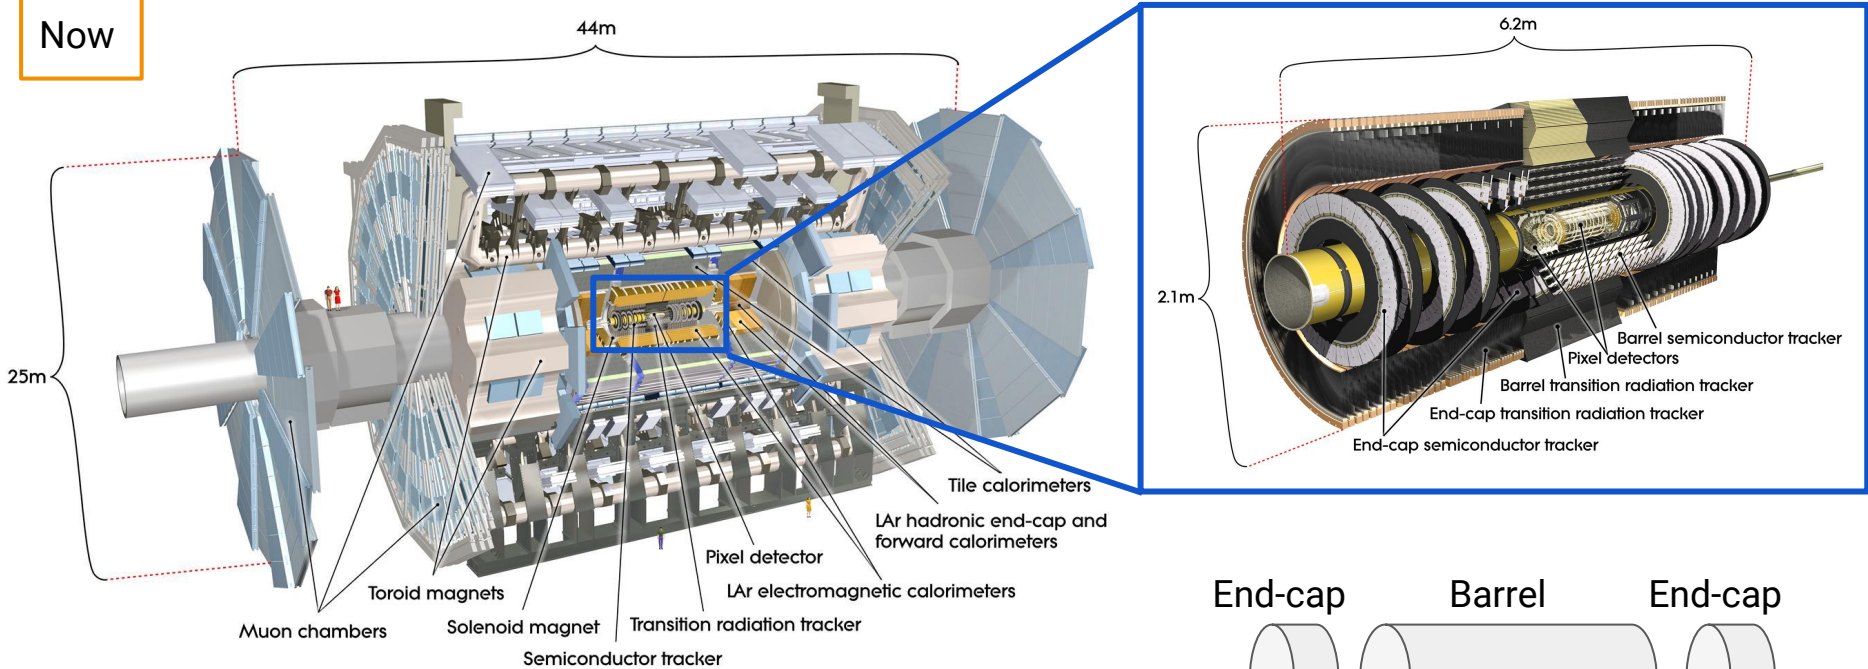 Now
44m
25m
Tile calorimeters
LAr hadronic end-cap and
forward calorimeters
Pixel detector
LAr electromagnetic calorimeters
Toroid magnets
Muon chambers
Solenoid magnet
Transition radiation tracker
Semiconductor tracker
6.2m
2.1m
Barrel semiconductor tracker
Pixel detectors
Barrel transition radiation tracker
End-cap transition radiation tracker
End-cap semiconductor tracker
End-cap
Barrel
End-cap